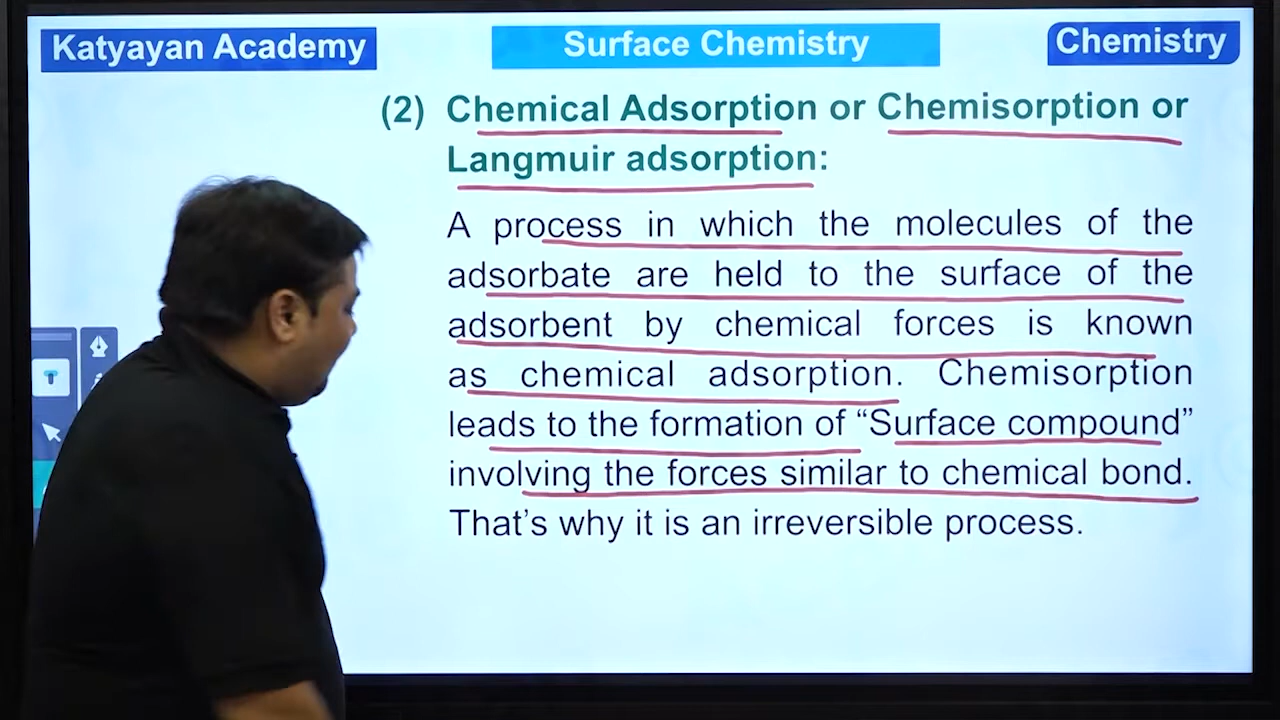 Katyayan Academy
Surface Chemistry
Chemistry
(2) Chemical Adsorption or Chemisorption or
Langmuir adsorption:
A process in which the molecules of the
adsorbate are held to the surface of the
adsorbent by chemical forces is known
as chemical adsorption. Chemisorption
leads to the formation of “Surface compound”
involving the forces similar to chemical bond.
That’s why it is an irreversible process.